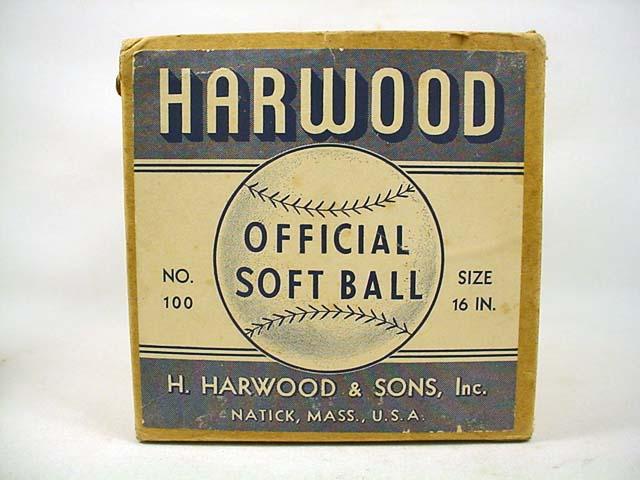 HARWOOD
OFFICIAL
SOFT BALL
NO.
100
SIZE
16 IN.
H. HARWOOD & SONS, Inc.
NATICK, MASS., U.S.A.